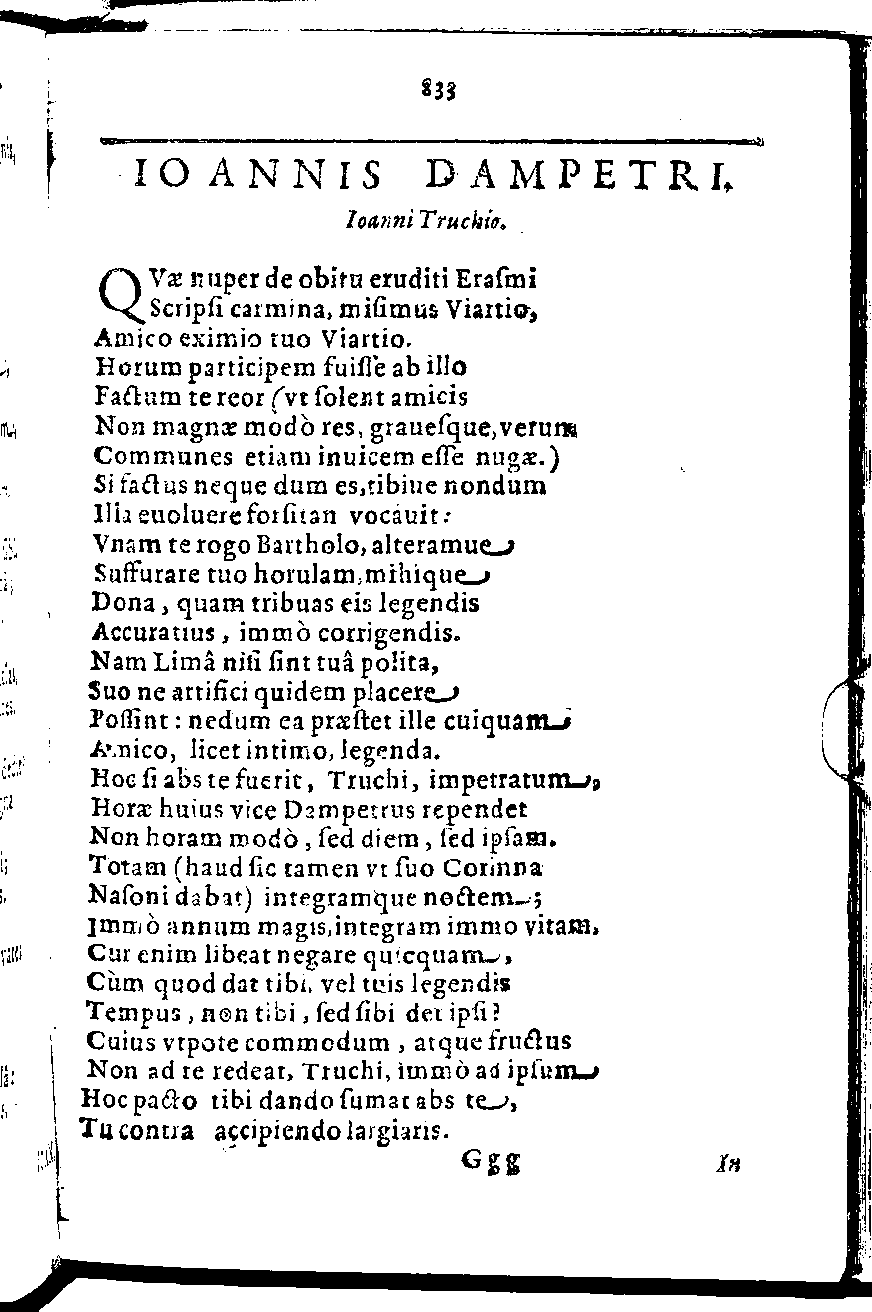 833
IOANNIS DAMPETRI.
Ioanni Truchio.
QVæ nuper de obitu eruditi Eraſmi
Scripſi carmina, miſimus Viartio,
Amico eximio tuo Viartio.
Horum participem fuiſſe ab illo
Factum te reor (vt ſolent amicis
Non magnæ modò res, graueſque, verum
Communes etiam inuicem eſſe nugæ.)
Si factus neque dum es, tibiue nondum
Illa euoluere forſitan vocauit:
Vnam te rogo Bartholo, alteramue
Suffurare tuo horulam, mihique
Dona, quam tribuas eis legendis
Accuratius, immò corrigendis.
Nam Limâ niſi ſint tuâ polita,
Suo ne artifici quidem placere
Poſſint: nedum ea præſtet ille cuiquam
Amico, licet intimo, legenda.
Hoc ſi abs te fuerit, Truchi, impetratum,
Horæ huius vice Dampetrus rependet
Non horam modò, ſed diem, ſed ipſam.
Totam (haud ſic tamen vt ſuo Corinna
Naſoni dabat) integramque noctem;
Immò annum magis, integram immo vitam.
Cur enim libeat negare quicquam,
Cùm quod dat tibi, vel tuis legendis
Tempus, non tibi, ſed ſibi det ipſi?
Cuius vtpote commodum, atque fructus
Non ad te redeat, Truchi, immò ad ipſum
Hoc pacto tibi dando ſumat abs te,
Tu contra accipiendo largiaris.
Ggg In